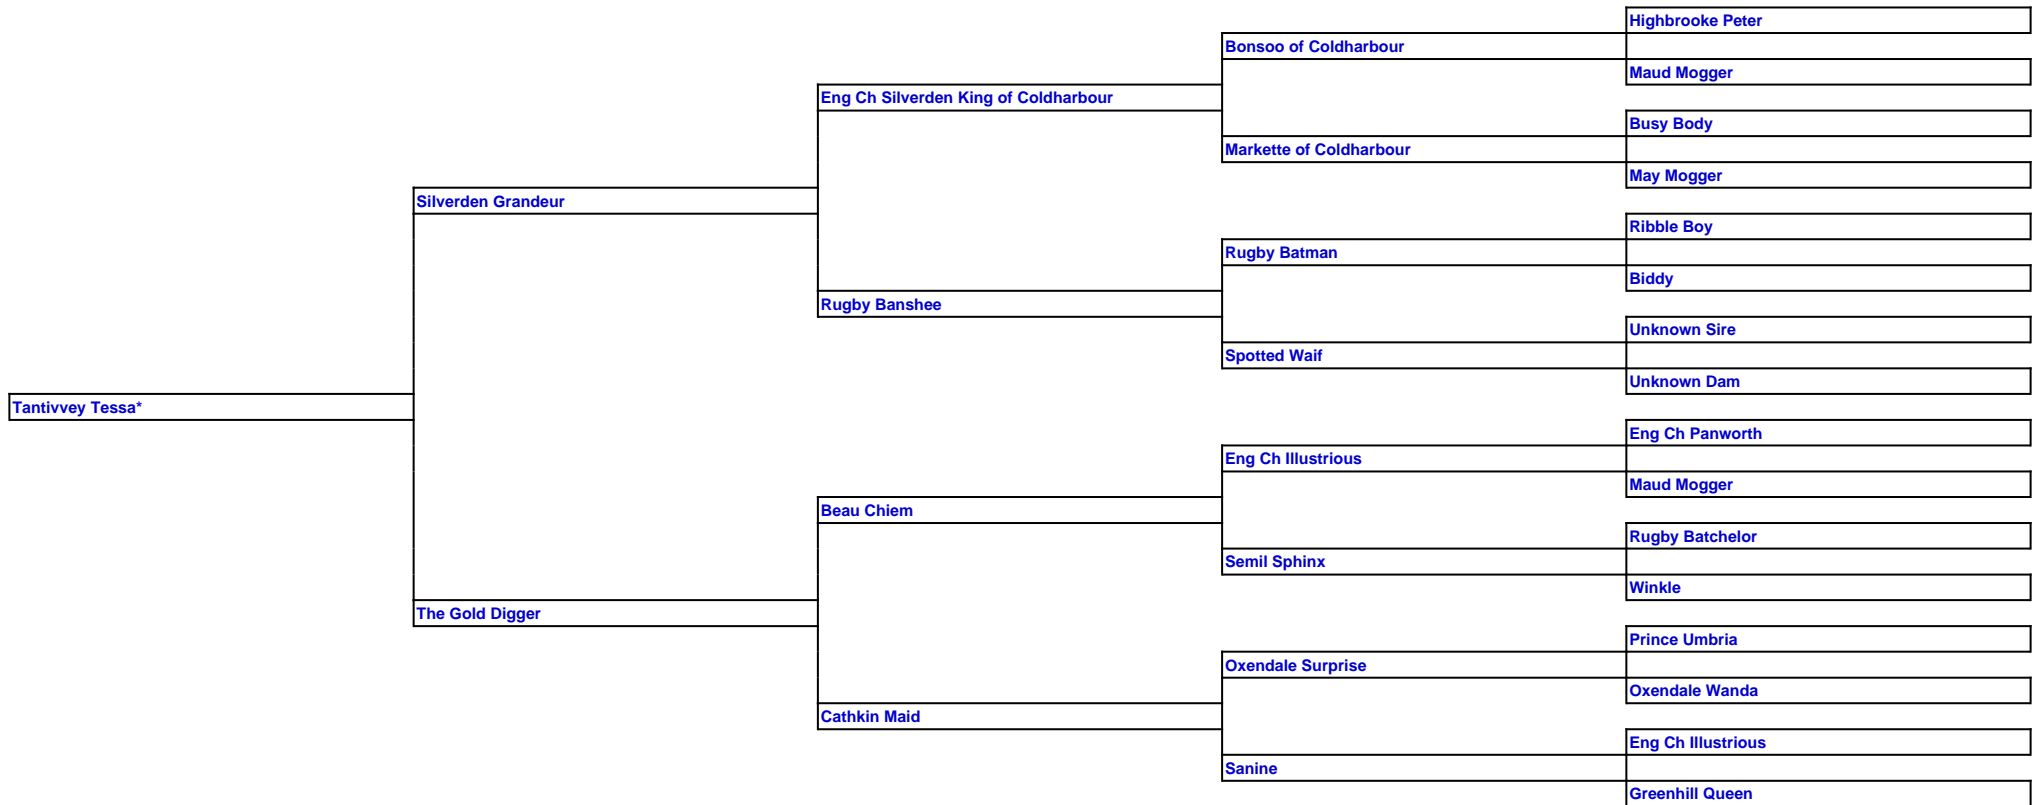 Highbrooke Peter
Bonsoo of Coldharbour
Maud Mogger
Eng Ch Silverden King of Coldharbour
Busy Body
Markette of Coldharbour
May Mogger
Silverden Grandeur
Ribble Boy
Rugby Batman
Biddy
Rugby Banshee
Unknown Sire
Spotted Waif
Unknown Dam
Tantivvey Tessa*
Eng Ch Panworth
Eng Ch Illustrious
Maud Mogger
Beau Chiem
Rugby Batchelor
Semil Sphinx
Winkle
The Gold Digger
Prince Umbria
Oxendale Surprise
Oxendale Wanda
Cathkin Maid
Eng Ch Illustrious
Sanine
Greenhill Queen